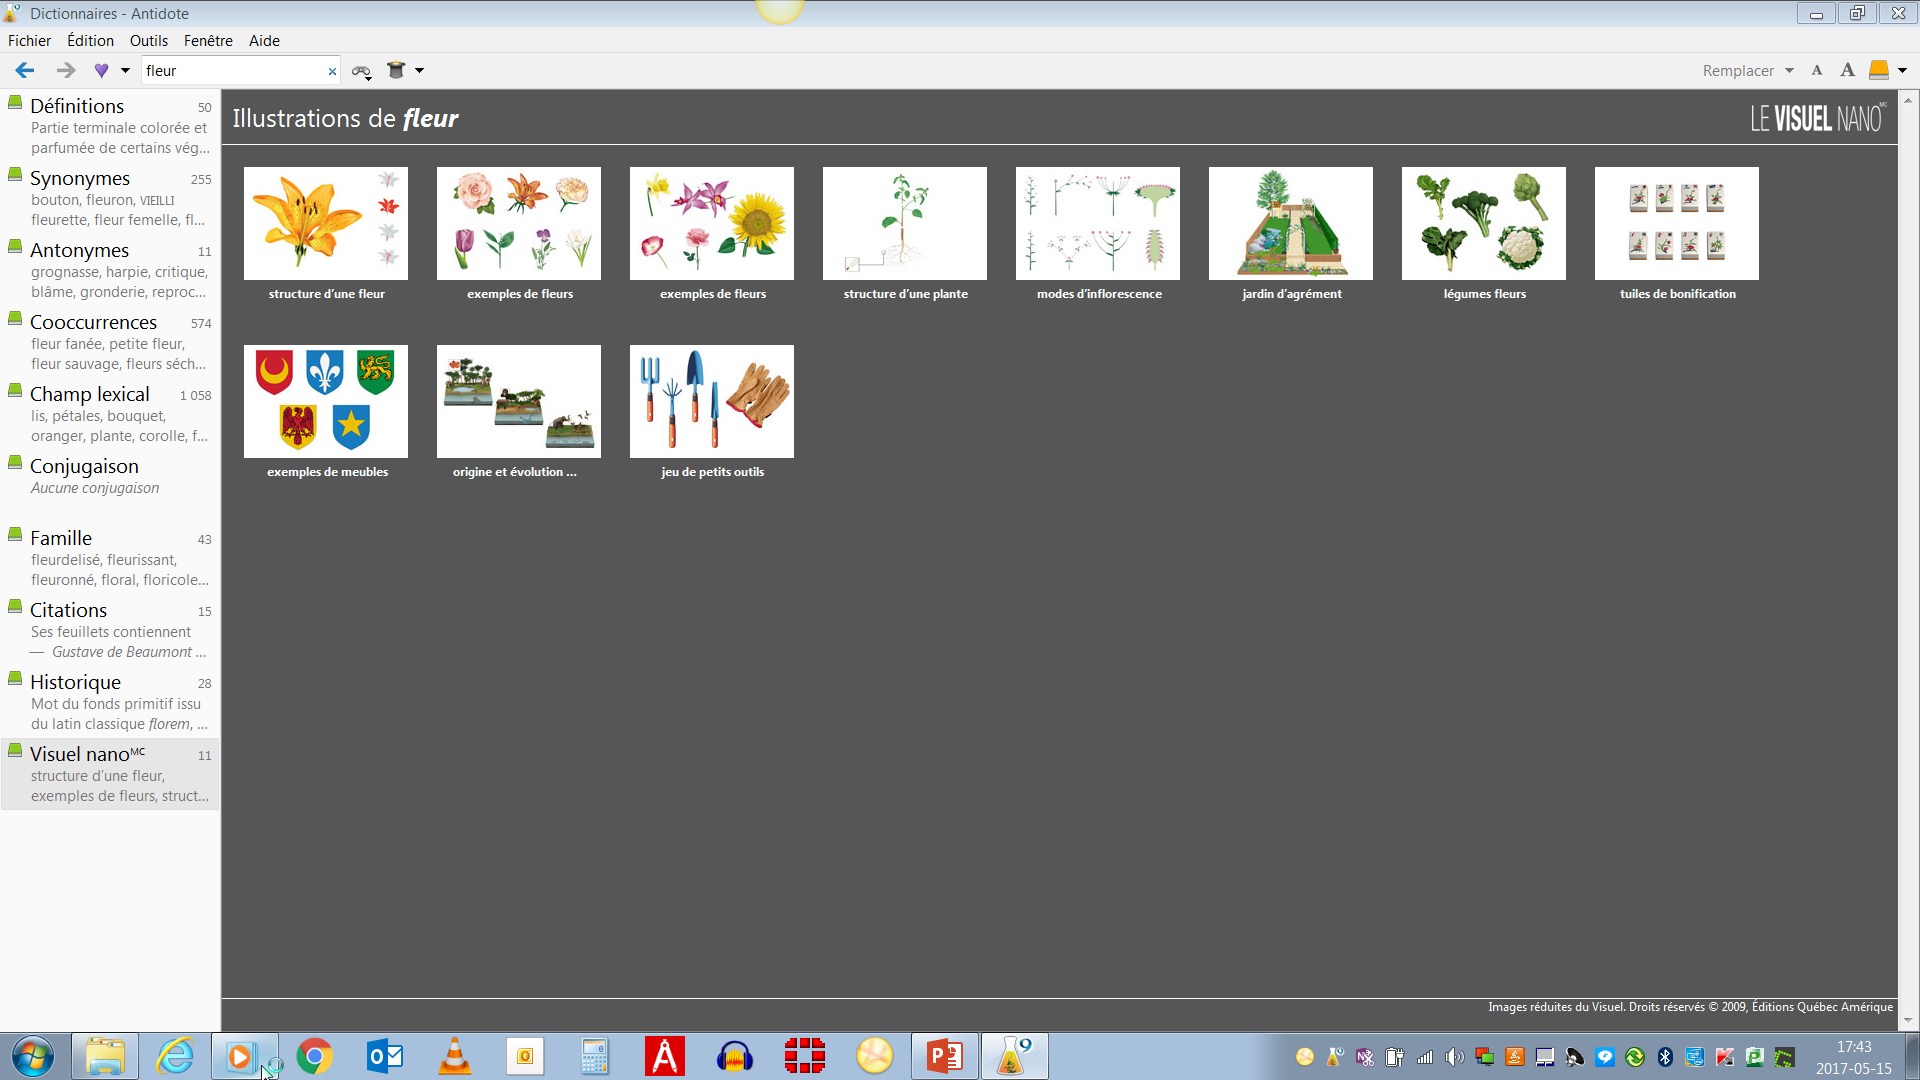 Dictionnaires - Antidote
Fichier Édition Outils Fenêtre Aide
fleur
Remplacer A A
Définitions 50
Partie terminale colorée et
parfumée de certains vég...
Synonymes 255
bouton, fleuron, VIEILLI
fleurette, fleur femelle, fl...
Antonymes 11
grognasse, harpie, critique,
blâme, gronderie, reproc...
Cooccurrences 574
fleur fanée, petite fleur,
fleur sauvage, fleurs séch...
Champ lexical 1 058
lis, pétales, bouquet,
oranger, plante, corolle, f...
Conjugaison
Aucune conjugaison
Famille 43
fleurdelisé, fleurissant,
fleuronné, floral, floricole...
Citations 15
Ses feuillets contiennent
— Gustave de Beaumont ...
Historique 28
Mot du fonds primitif issu
du latin classique florem, ...
Visuel nanoMC 11
structure d’une fleur,
exemples de fleurs, struct...
Illustrations de fleur
LE VISUEL NANO MC
structure d’une fleur
exemples de fleurs
exemples de fleurs
structure d’une plante
modes d’inflorescence
jardin d’agrément
légumes fleurs
tuiles de bonification
exemples de meubles
origine et évolution ...
jeu de petits outils
Images réduites du Visuel. Droits réservés © 2009, Éditions Québec Amérique
17:43
2017-05-15